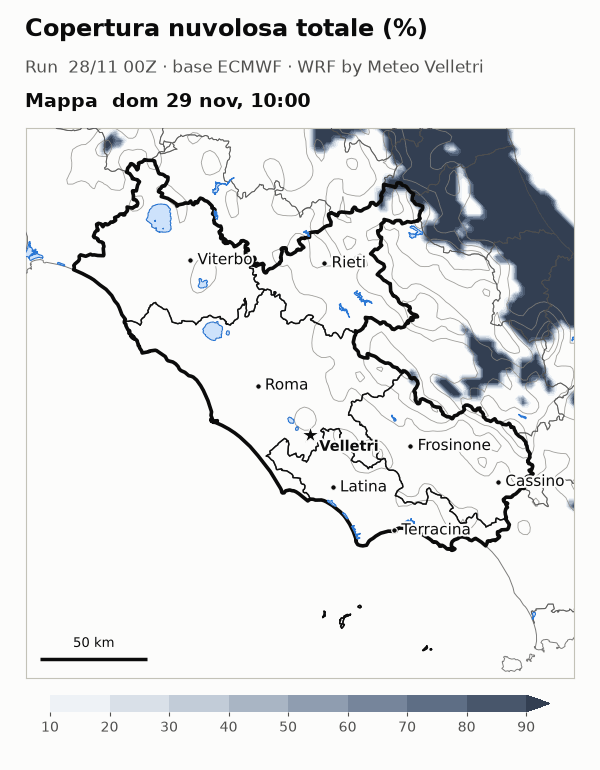 Copertura nuvolosa totale (%)
Run  28/11 00Z · base ECMWF · WRF by Meteo Velletri
Mappa  dom 29 nov, 10:00
Viterbo
Rieti
Roma
Velletri
Frosinone
Latina
Cassino
Terracina
50 km
10 20 30 40 50 60 70 80 90